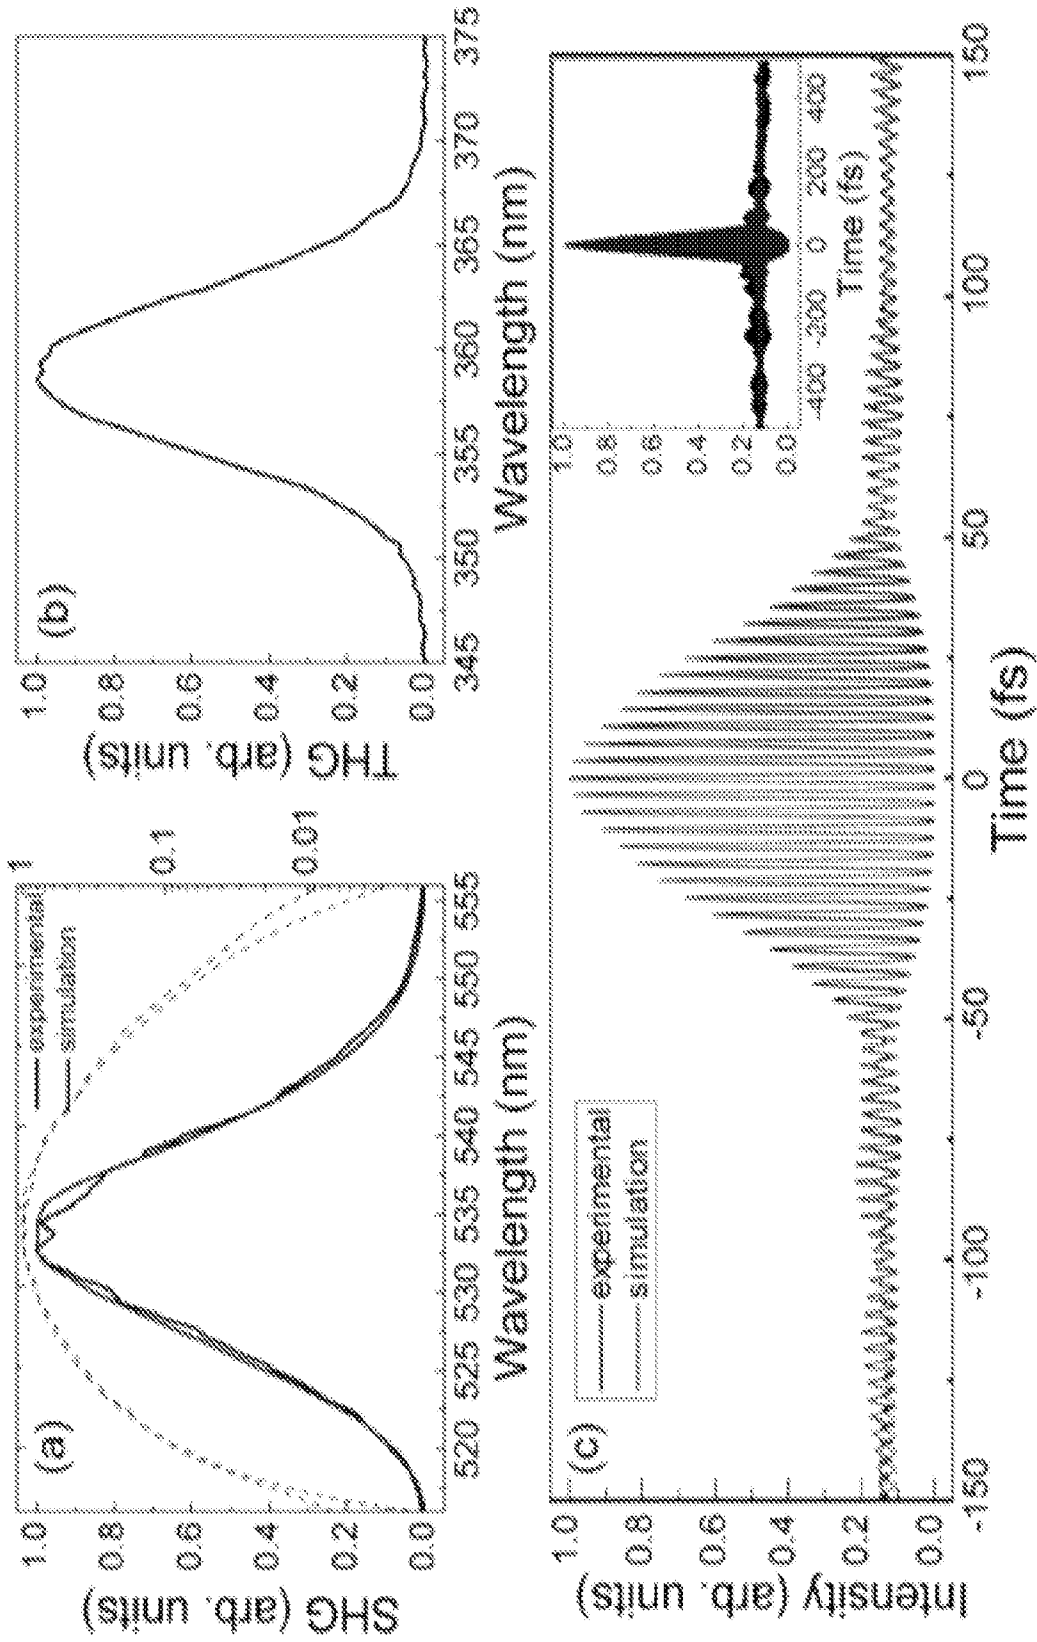 (a)
experimental
simulation
SHG (arb. units)
1.0
0.8
0.6
0.4
0.2
0.0
1
0.1
0.01
520 525 530 535 540 545 550 555
Wavelength (nm)
(b)
THG (arb. units)
1.0
0.8
0.6
0.4
0.2
0.0
345 350 355 360 365 370 375
Wavelength (nm)
(c)
experimental
simulation
Intensity (arb. units)
1.0
0.8
0.6
0.4
0.2
0.0
-150 -100 -50 0 50 100 150
Time (fs)
1.0
0.8
0.6
0.4
0.2
0.0
-400 -200 0 200 400
Time (fs)